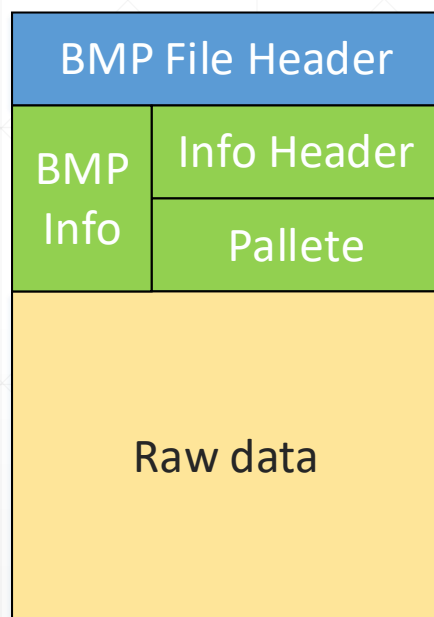 BMP File Header
BMP
Info
Info Header
Pallete
Raw data